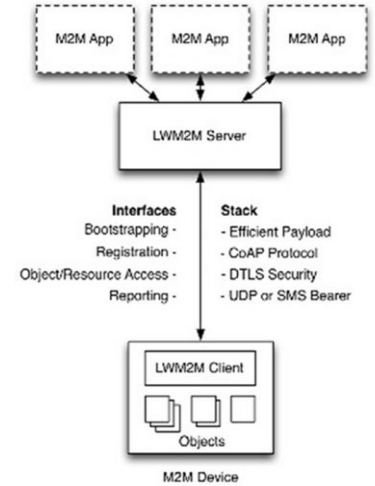 M2M App
M2M App
M2M App
LWM2M Server
Interfaces
Bootstrapping -
Registration -
Object/Resource Access -
Reporting -
Stack
- Efficient Payload
- CoAP Protocol
- DTLS Security
- UDP or SMS Bearer
LWM2M Client
Objects
M2M Device